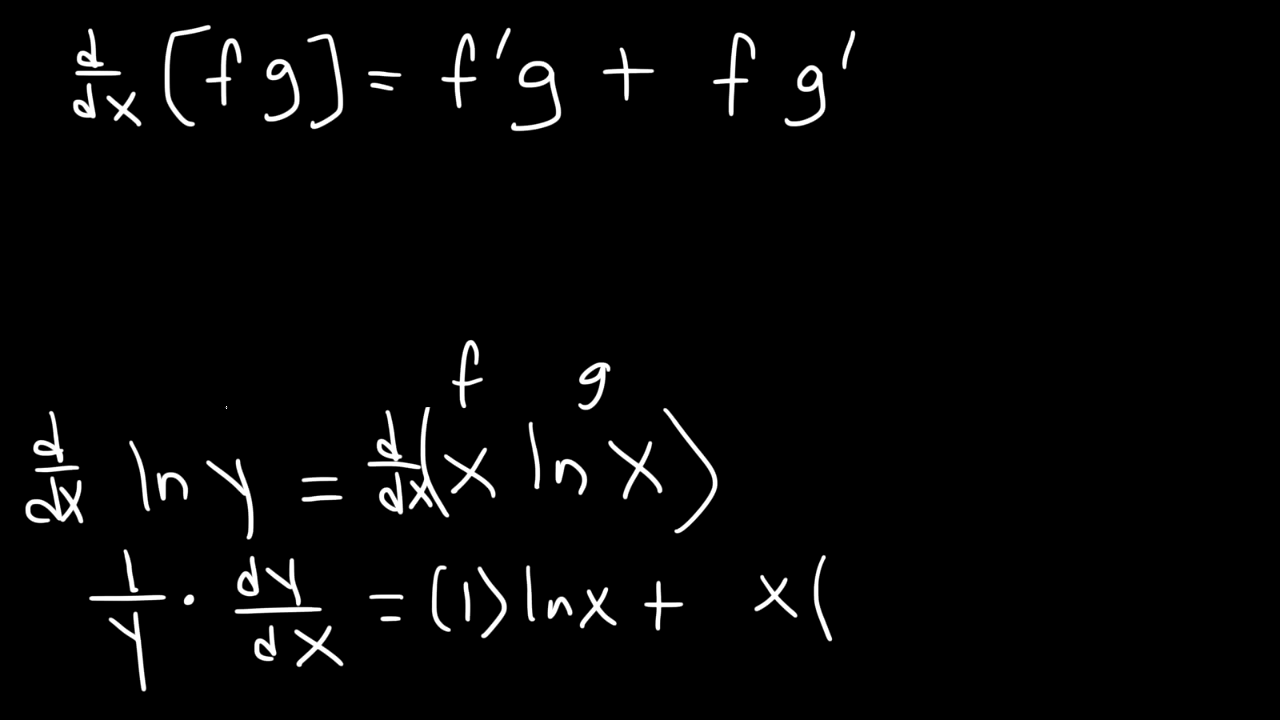 d/dx [f g] = f'g + f g'
f g
d/dx ln y = d/dx (x ln x)
1/y · dy/dx = (1) ln x + x (